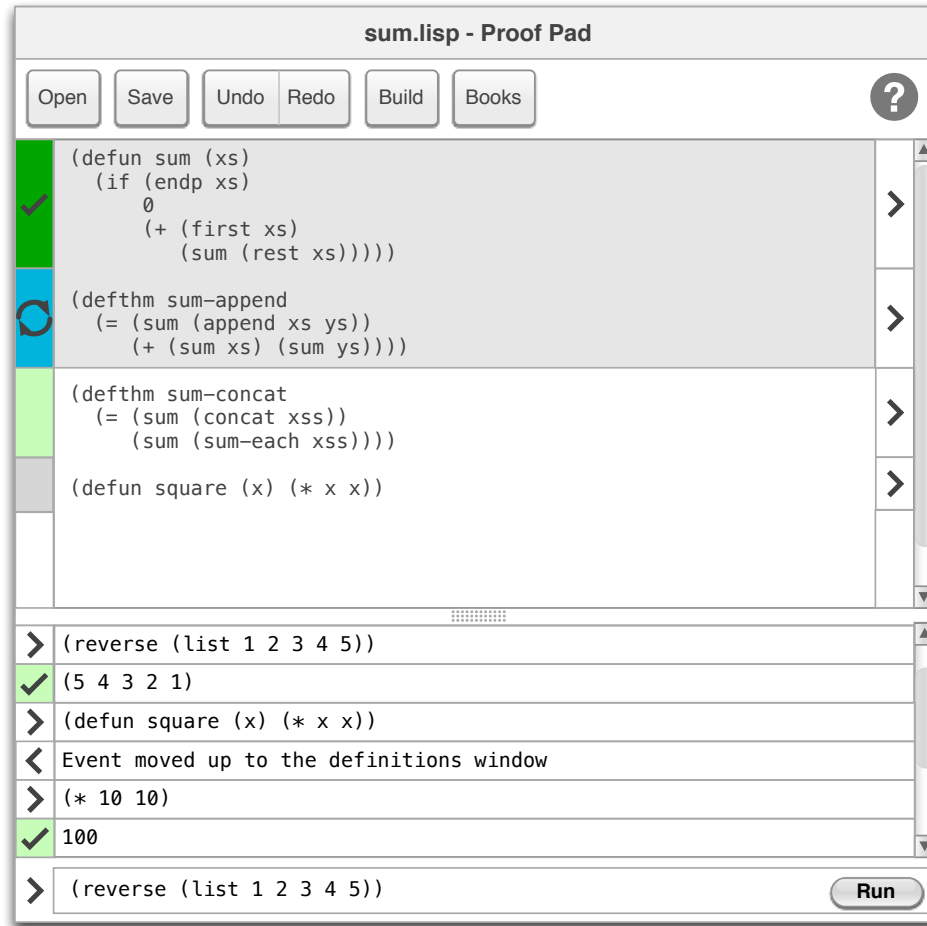 sum.lisp - Proof Pad
Open Save Undo Redo Build Books ?
(defun sum (xs)
  (if (endp xs)
      0
      (+ (first xs)
         (sum (rest xs)))))
(defthm sum-append
  (= (sum (append xs ys))
     (+ (sum xs) (sum ys))))
(defthm sum-concat
  (= (sum (concat xss))
     (sum (sum-each xss))))
(defun square (x) (* x x))
(reverse (list 1 2 3 4 5))
(5 4 3 2 1)
(defun square (x) (* x x))
Event moved up to the definitions window
(* 10 10)
100
(reverse (list 1 2 3 4 5)) Run